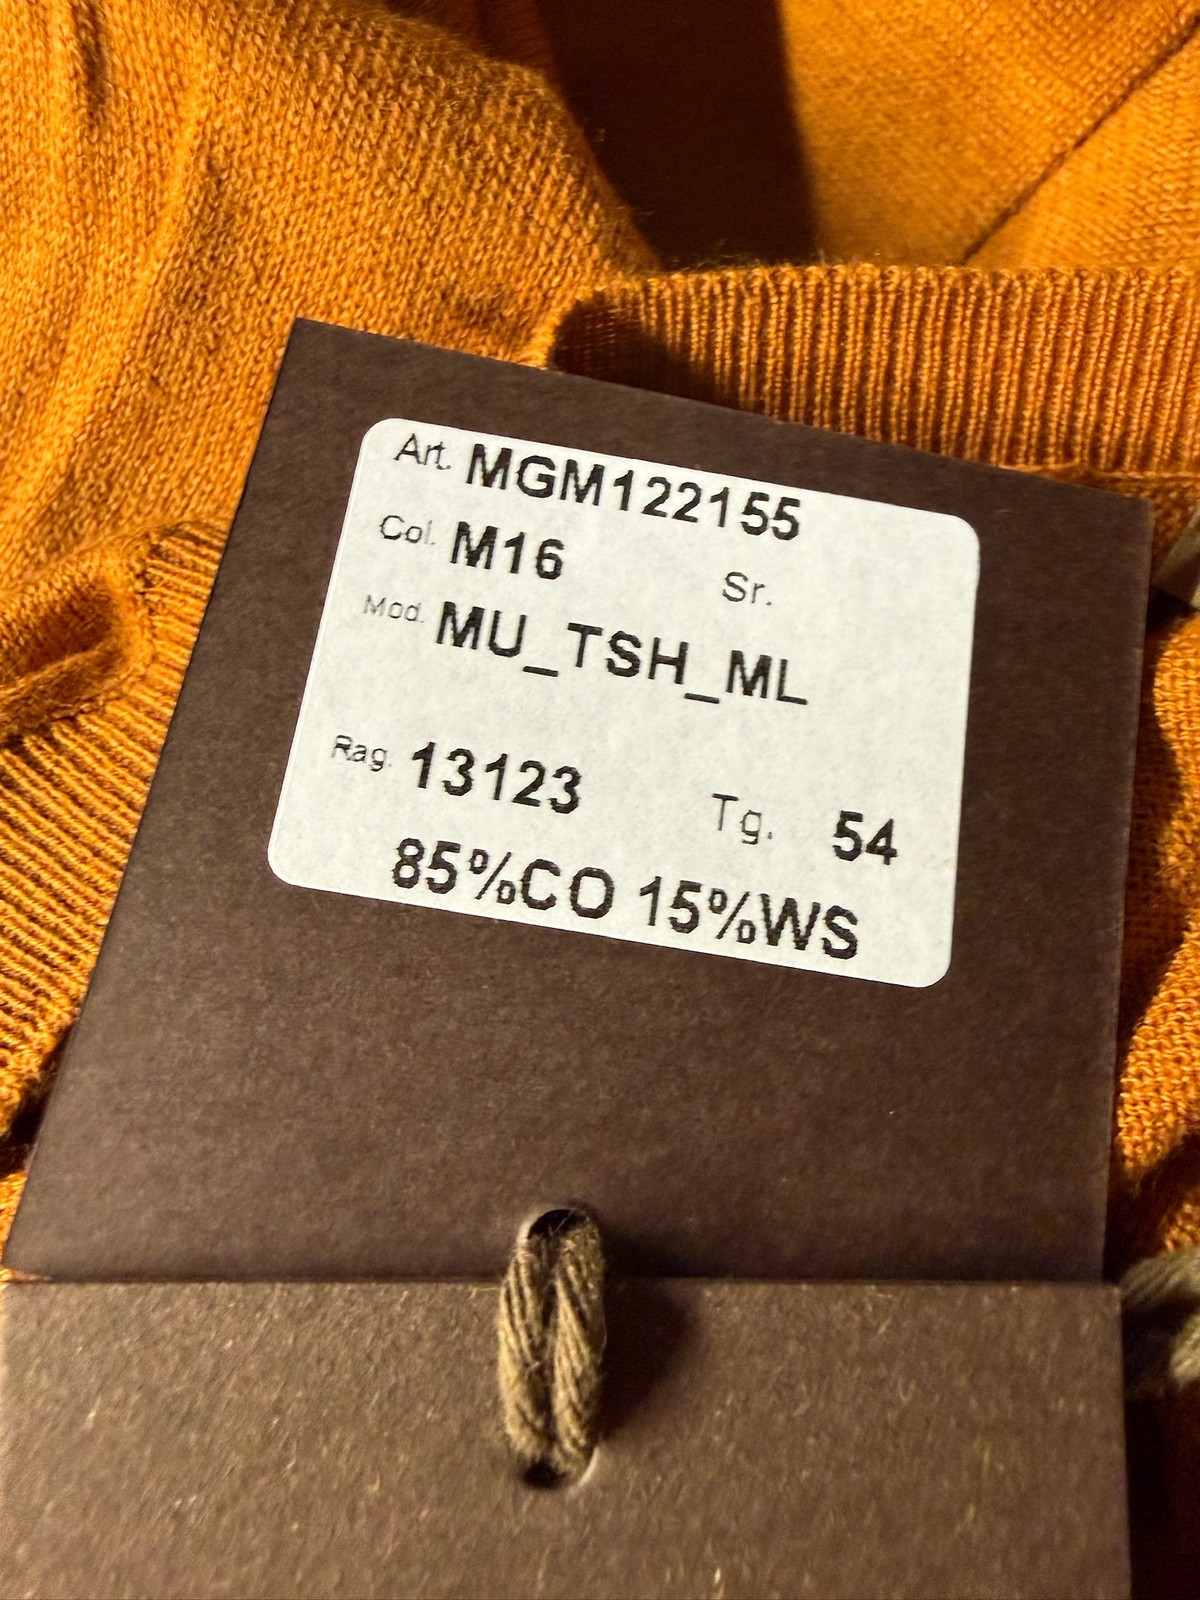 Art. MGM122155
Col. M16 Sr.
Mod. MU_TSH_ML
Rag. 13123 Tg. 54
85%CO 15%WS